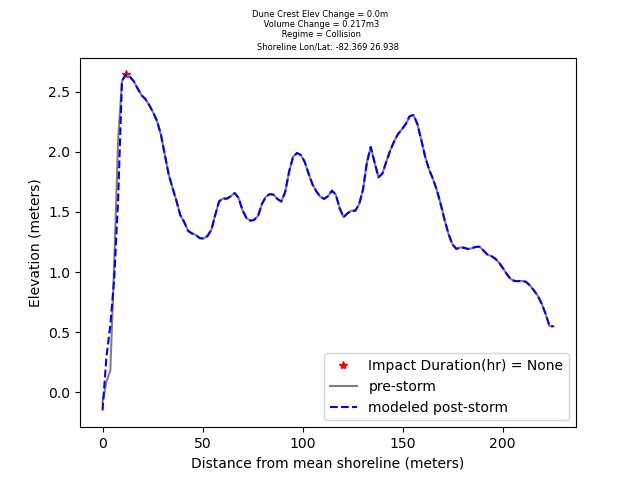 Dune Crest Elev Change = 0.0m
Volume Change = 0.217m3
Regime = Collision
Shoreline Lon/Lat: -82.369 26.938
2.5
2.0
1.5
1.0
0.5
0.0
Elevation (meters)
Impact Duration(hr) = None
pre-storm
modeled post-storm
0 50 100 150 200
Distance from mean shoreline (meters)